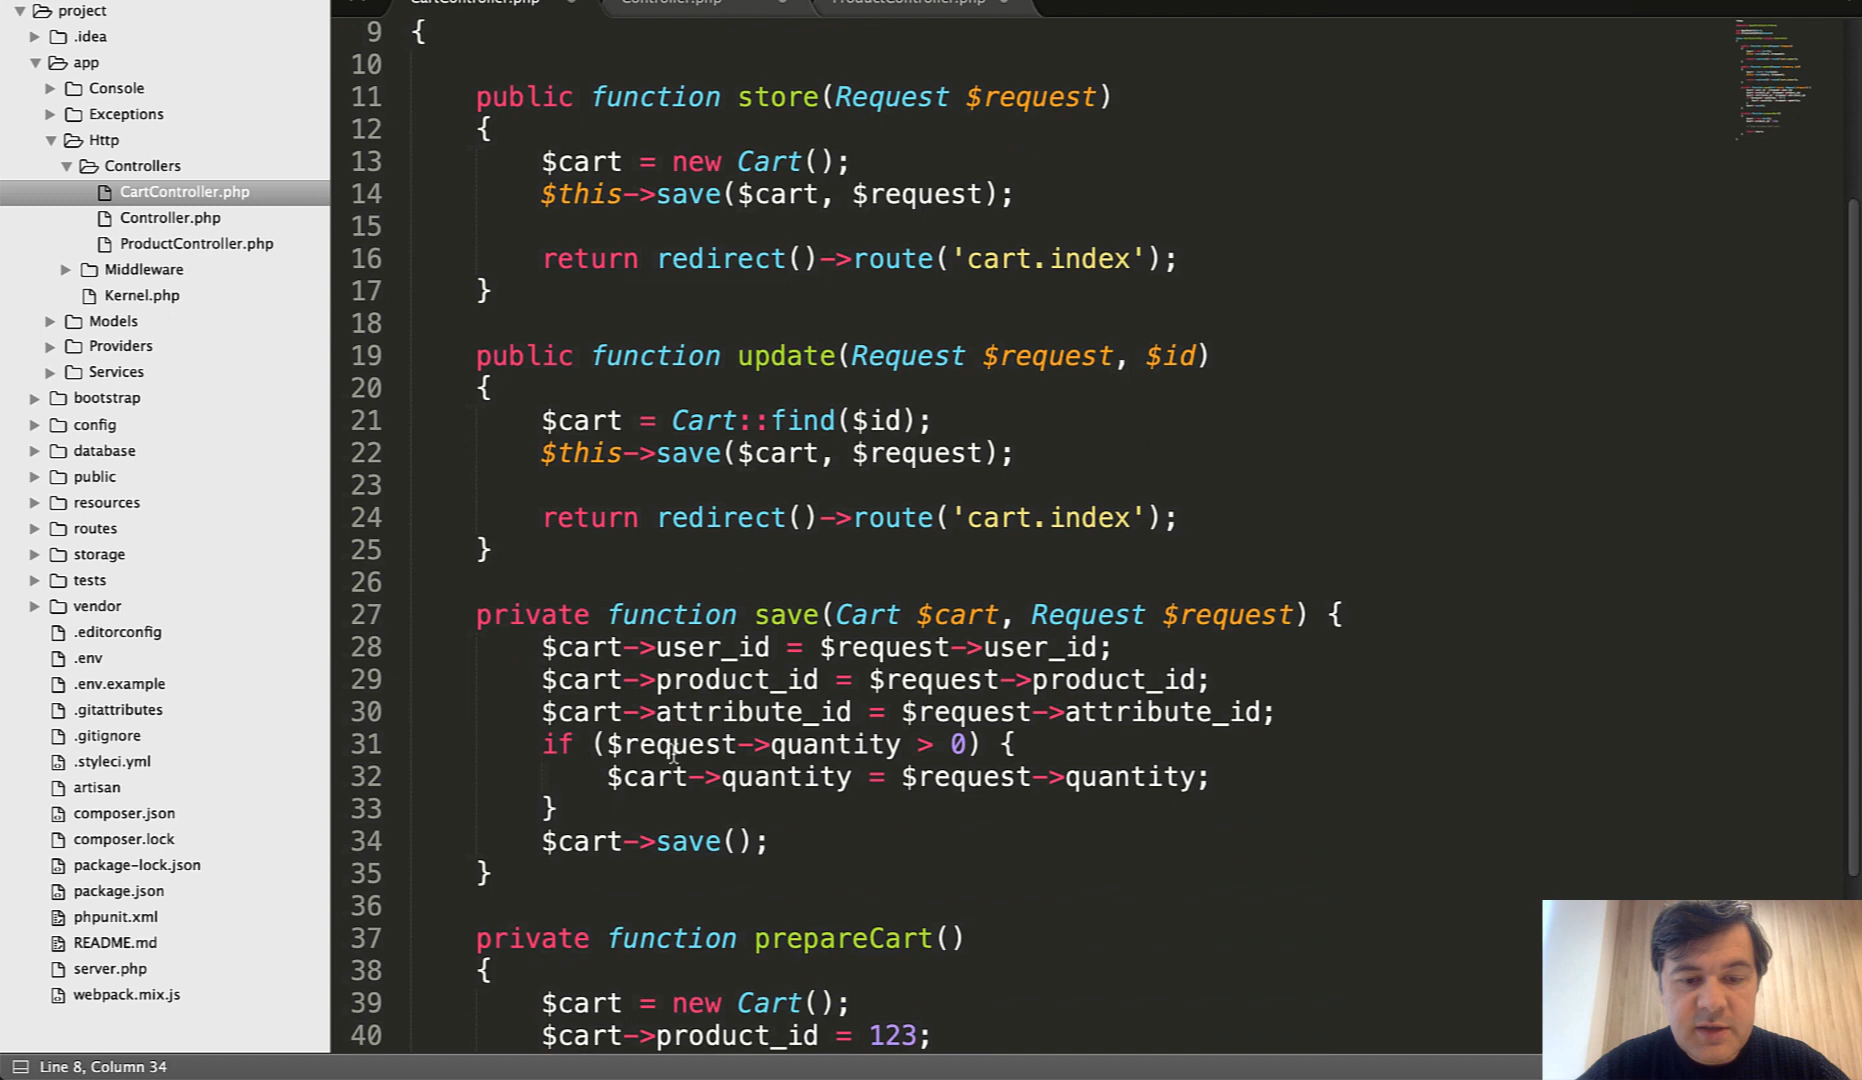 project
.idea
app
Console
Exceptions
Http
Controllers
CartController.php
Controller.php
ProductController.php
Middleware
Kernel.php
Models
Providers
Services
bootstrap
config
database
public
resources
routes
storage
tests
vendor
.editorconfig
.env
.env.example
.gitattributes
.gitignore
.styleci.yml
artisan
composer.json
composer.lock
package-lock.json
package.json
phpunit.xml
README.md
server.php
webpack.mix.js
CartController.php Controller.php ProductController.php
9 {
10
11 public function store(Request $request)
12 {
13 $cart = new Cart();
14 $this->save($cart, $request);
15
16 return redirect()->route('cart.index');
17 }
18
19 public function update(Request $request, $id)
20 {
21 $cart = Cart::find($id);
22 $this->save($cart, $request);
23
24 return redirect()->route('cart.index');
25 }
26
27 private function save(Cart $cart, Request $request) {
28 $cart->user_id = $request->user_id;
29 $cart->product_id = $request->product_id;
30 $cart->attribute_id = $request->attribute_id;
31 if ($request->quantity > 0) {
32 $cart->quantity = $request->quantity;
33 }
34 $cart->save();
35 }
36
37 private function prepareCart()
38 {
39 $cart = new Cart();
40 $cart->product_id = 123;
Line 8, Column 34